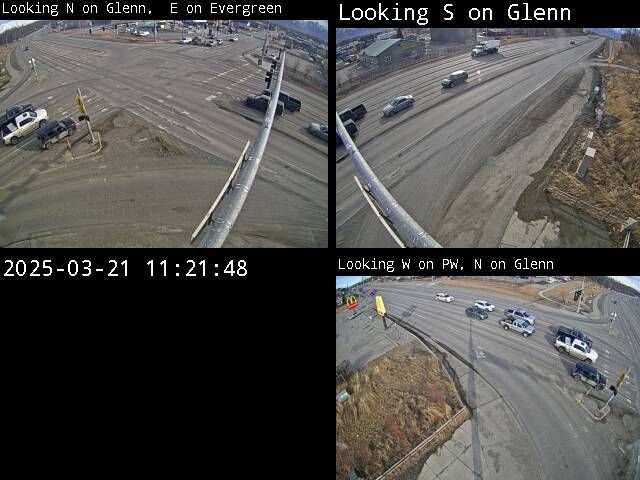 Looking N on Glenn,  E on Evergreen
Looking S on Glenn
2025-03-21 11:21:48
Looking W on PW, N on Glenn